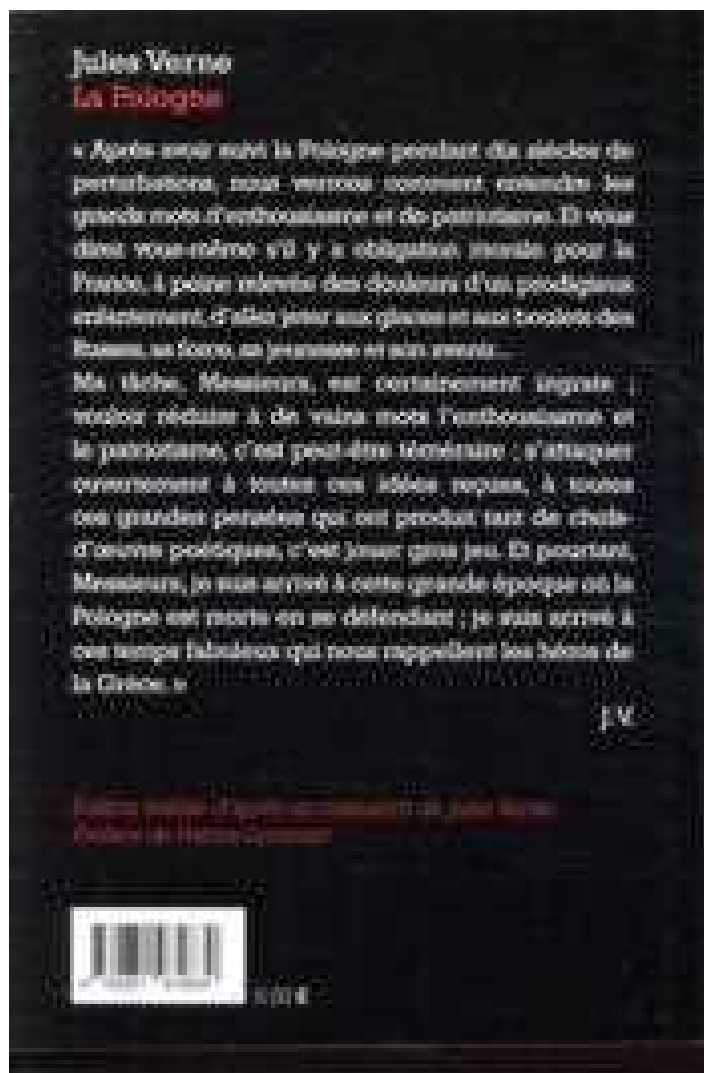 Jules Verne
La Pologne
« Après avoir suivi la Pologne pendant dix siècles de
perturbations, nous verrons comment entendre les
grands mots d'enthousiasme et de patriotisme. Et vous
direz vous-même s'il y a obligation morale pour la
France, à peine relevée des douleurs d'un prodigieux
enfantement, d'aller jeter aux glaces et aux boulets des
Russes, sa force, sa jeunesse et son avenir...
Ma tâche, Messieurs, est certainement ingrate ;
vouloir réduire à de vains mots l'enthousiasme et
le patriotisme, c'est peut-être téméraire ; s'attaquer
ouvertement à toutes ces idées reçues, à toutes
ces grandes pensées qui ont produit tant de chefs-
d'œuvre poétiques, c'est jouer gros jeu. Et pourtant,
Messieurs, je suis arrivé à cette grande époque où la
Pologne est morte en se défendant ; je suis arrivé à
ces temps fabuleux qui nous rappellent les héros de
la Grèce. »
J.V.